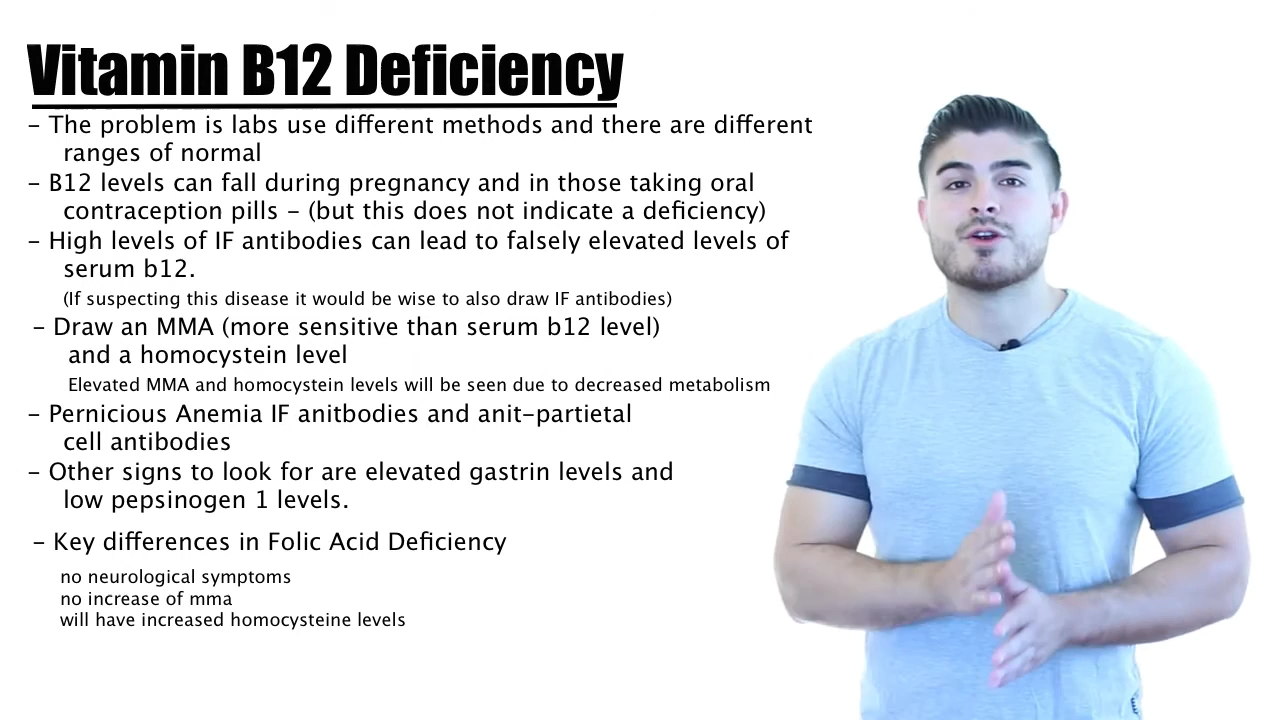 Vitamin B12 Deficiency
– The problem is labs use different methods and there are different
ranges of normal
– B12 levels can fall during pregnancy and in those taking oral
contraception pills – (but this does not indicate a deficiency)
– High levels of IF antibodies can lead to falsely elevated levels of
serum b12.
(If suspecting this disease it would be wise to also draw IF antibodies)
– Draw an MMA (more sensitive than serum b12 level)
and a homocystein level
Elevated MMA and homocystein levels will be seen due to decreased metabolism
– Pernicious Anemia IF anitbodies and anit–partietal
cell antibodies
– Other signs to look for are elevated gastrin levels and
low pepsinogen 1 levels.
– Key differences in Folic Acid Deficiency
no neurological symptoms
no increase of mma
will have increased homocysteine levels